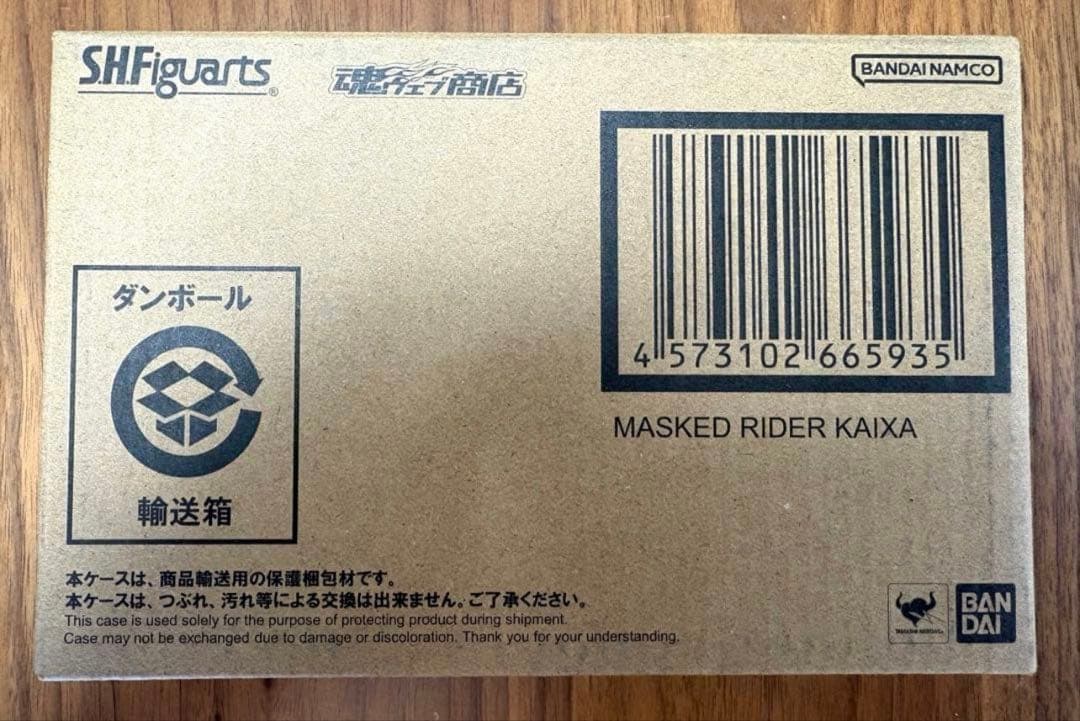 S.H.Figuarts®
魂ウェブ商店
BANDAI NAMCO
4 573102 665935
MASKED RIDER KAIXA
ダンボール
輸送箱
本ケースは、商品輸送用の保護梱包材です。
本ケースは、つぶれ、汚れ等による交換は出来ません。ご了承ください。
This case is used solely for the purpose of protecting product during shipment.
Case may not be exchanged due to damage or discoloration. Thank you for your understanding.
TAMASHII NATIONS
BAN
DAI